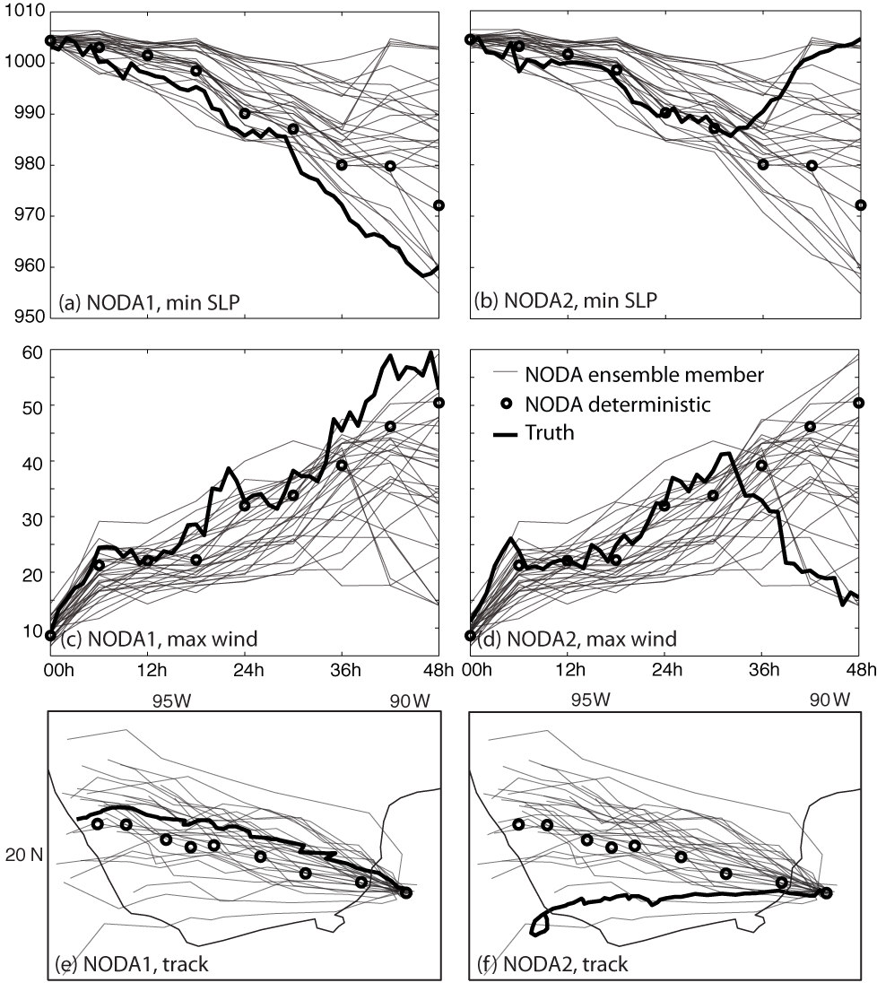 1010
1000
990
980
970
960
950
(a) NODA1, min SLP
(b) NODA2, min SLP
60
50
40
30
20
10
(c) NODA1, max wind
NODA ensemble member
NODA deterministic
Truth
(d) NODA2, max wind
00h 12h 24h 36h 48h
00h 12h 24h 36h 48h
95W 90W
95W 90W
20 N
(e) NODA1, track
(f) NODA2, track